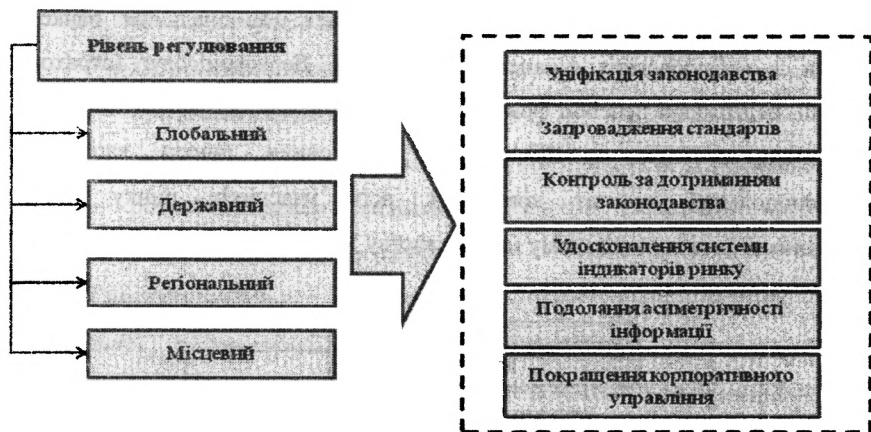 Рівень регулювання
Глобальний
Державний
Регіональний
Місцевий
Уніфікація законодавства
Запровадження стандартів
Контроль за дотриманням
законодавства
Удосконалення системи
індикаторів ринку
Подолання асиметричності
інформації
Покращення корпоративного
управління